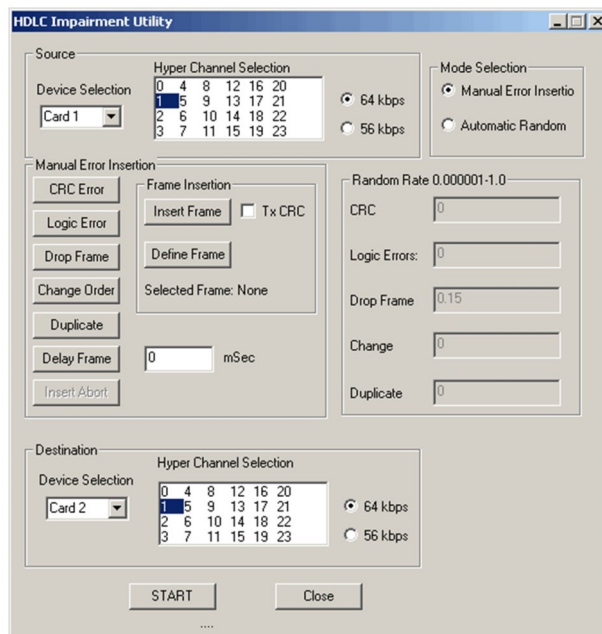 HDLC Impairment Utility
Source
Device Selection
Card 1
Hyper Channel Selection
0 4 8 12 16 20
1 5 9 13 17 21
2 6 10 14 18 22
3 7 11 15 19 23
64 kbps
56 kbps
Mode Selection
Manual Error Insertio
Automatic Random
Manual Error Insertion
CRC Error
Logic Error
Drop Frame
Change Order
Duplicate
Delay Frame
Insert Abort
Frame Insertion
Insert Frame
Tx CRC
Define Frame
Selected Frame: None
0 mSec
Random Rate 0.000001-1.0
CRC 0
Logic Errors: 0
Drop Frame 0.15
Change 0
Duplicate 0
Destination
Device Selection
Card 2
Hyper Channel Selection
0 4 8 12 16 20
1 5 9 13 17 21
2 6 10 14 18 22
3 7 11 15 19 23
64 kbps
56 kbps
START Close
....